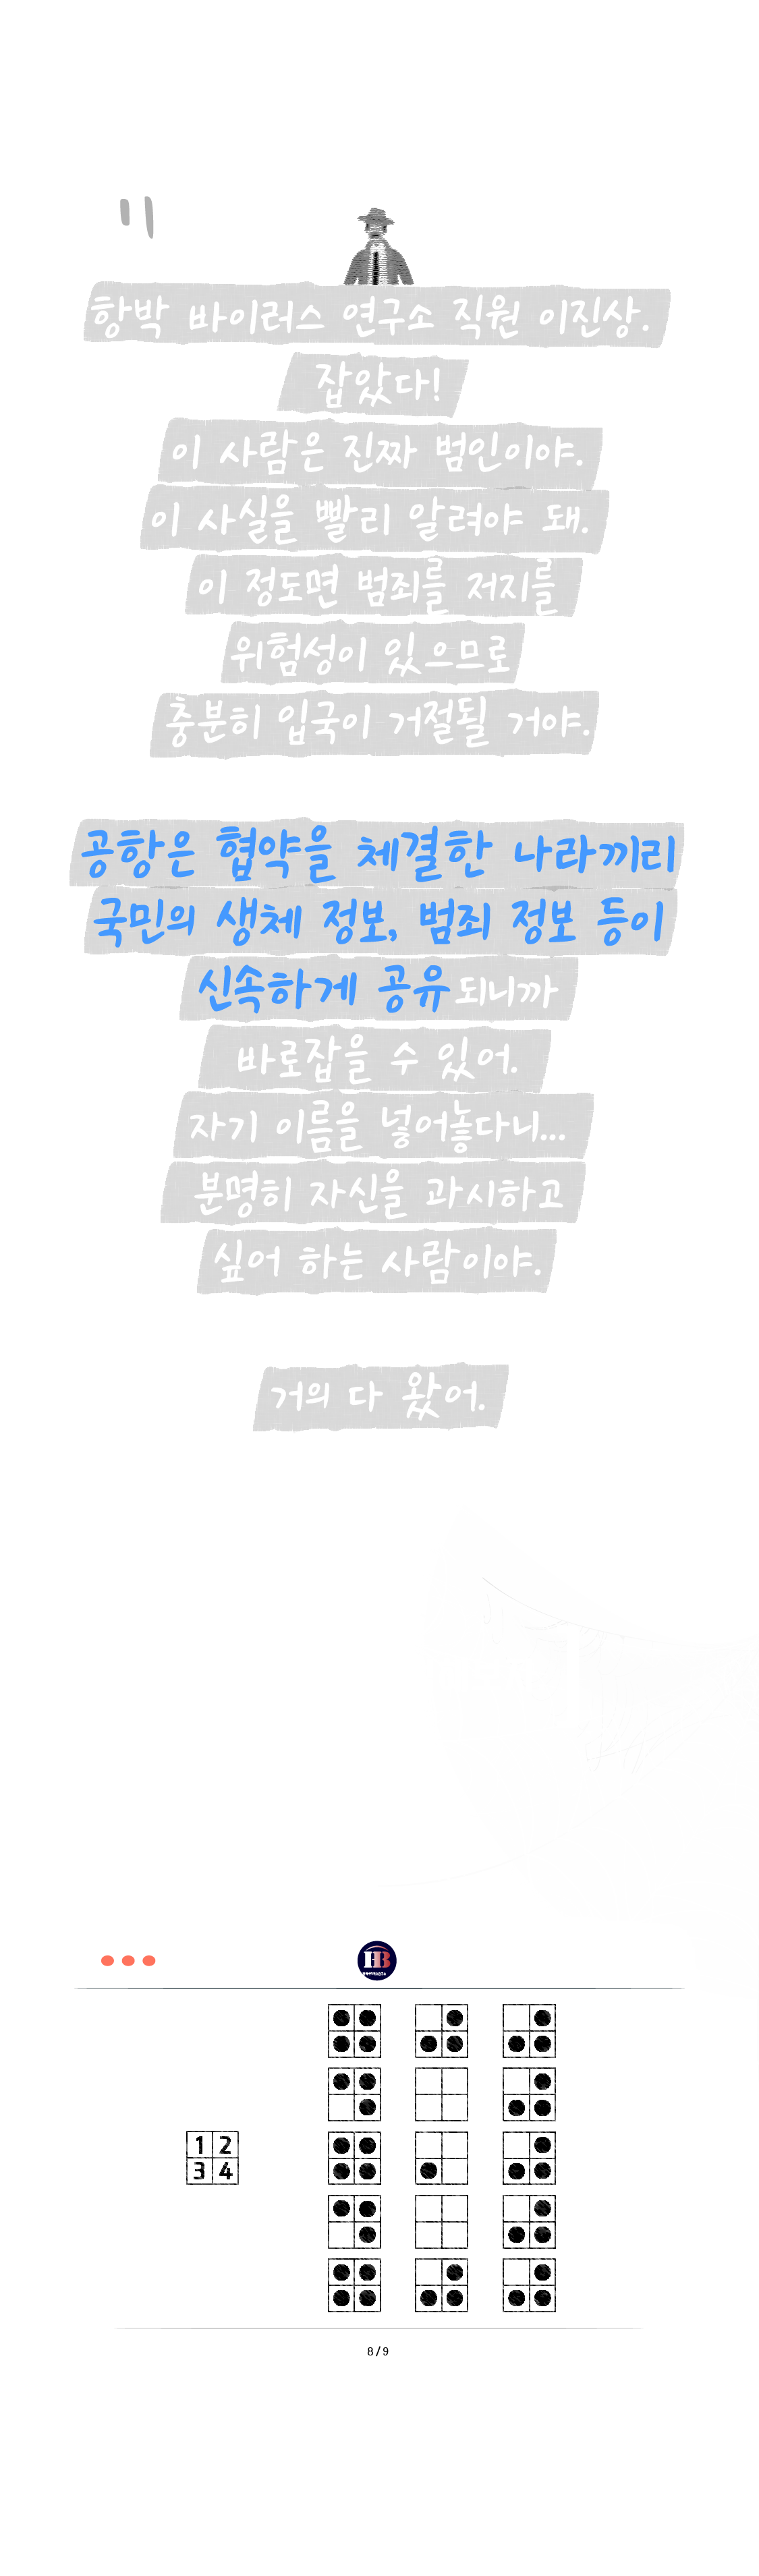 항박 바이러스 연구소 직원 이진상.
잡았다!
이 사람은 진짜 범인이야.
이 사실을 빨리 알려야 돼.
이 정도면 범죄를 저지를
위험성이 있으므로
충분히 입국이 거절될 거야.
공항은 협약을 체결한 나라끼리
국민의 생체 정보, 범죄 정보 등이
신속하게 공유되니까
바로잡을 수 있어.
자기 이름을 넣어놓다니...
분명히 자신을 과시하고
싶어 하는 사람이야.
거의 다 왔어.
HB
1 2
3 4
8/9